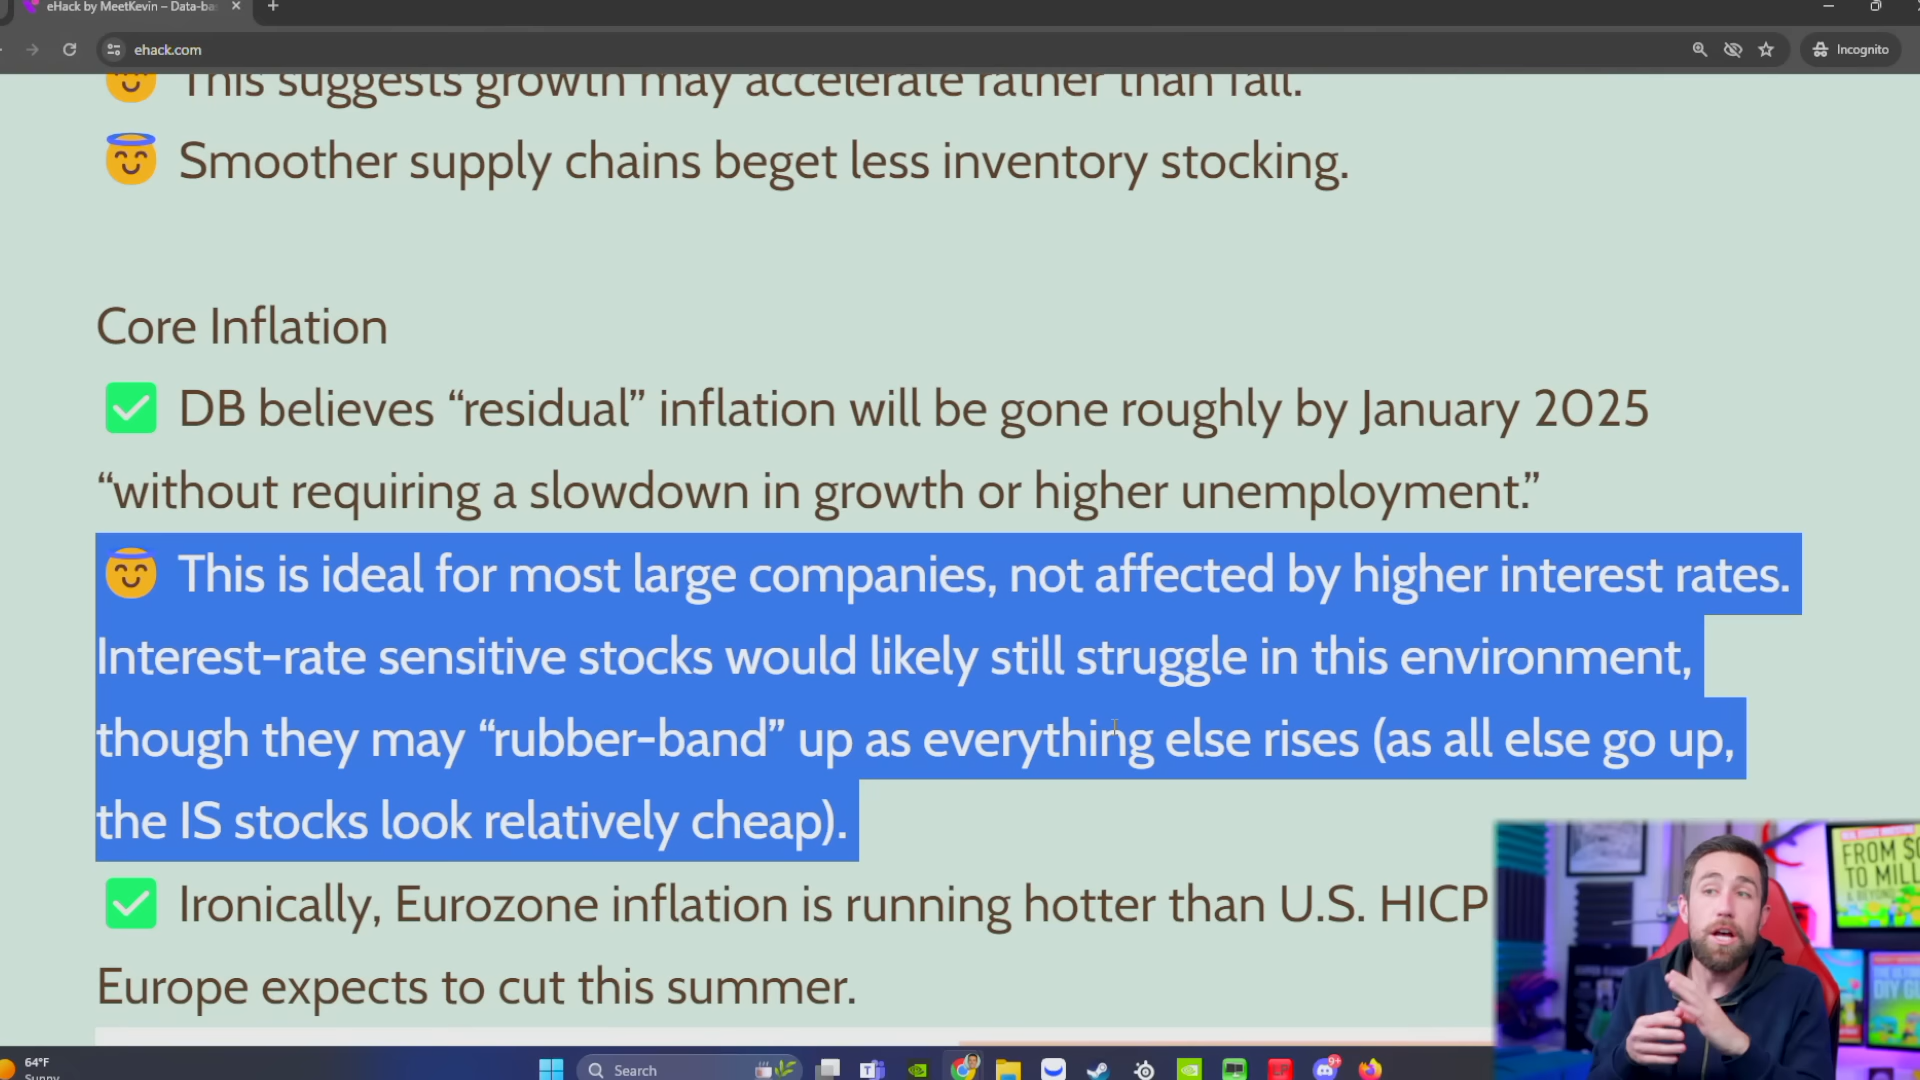 eHack by MeetKevin – Data-ba
ehack.com
Incognito
This suggests growth may accelerate rather than fall.
Smoother supply chains beget less inventory stocking.
Core Inflation
DB believes “residual” inflation will be gone roughly by January 2025
“without requiring a slowdown in growth or higher unemployment.”
This is ideal for most large companies, not affected by higher interest rates.
Interest-rate sensitive stocks would likely still struggle in this environment,
though they may “rubber-band” up as everything else rises (as all else go up,
the IS stocks look relatively cheap).
Ironically, Eurozone inflation is running hotter than U.S. HICP
Europe expects to cut this summer.
FROM $
TO MILL
& BEYOND
DIY GU
64°F
Sunny
Search
9+